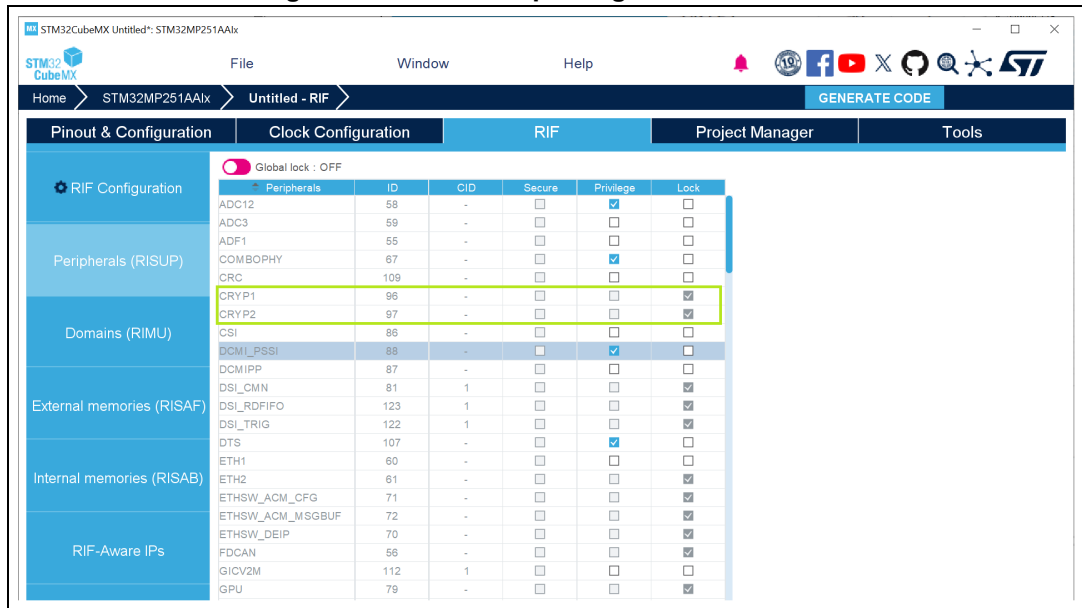 STM32CubeMX Untitled*: STM32MP251AAIx
STM32 CubeMX File Window Help
Home STM32MP251AAIx Untitled - RIF GENERATE CODE
Pinout & Configuration Clock Configuration RIF Project Manager Tools
Global lock : OFF
RIF Configuration
Peripherals (RISUP)
Domains (RIMU)
External memories (RISAF)
Internal memories (RISAB)
RIF-Aware IPs
Peripherals ID CID Secure Privilege Lock
ADC12 58 -
ADC3 59 -
ADF1 55 -
COMBOPHY 67 -
CRC 109 -
CRYP1 96 -
CRYP2 97 -
CSI 86 -
DCMI_PSSI 88 -
DCMIPP 87 -
DSI_CMN 81 1
DSI_RDFIFO 123 1
DSI_TRIG 122 1
DTS 107 -
ETH1 60 -
ETH2 61 -
ETHSW_ACM_CFG 71 -
ETHSW_ACM_MSGBUF 72 -
ETHSW_DEIP 70 -
FDCAN 56 -
GICV2M 112 1
GPU 79 -